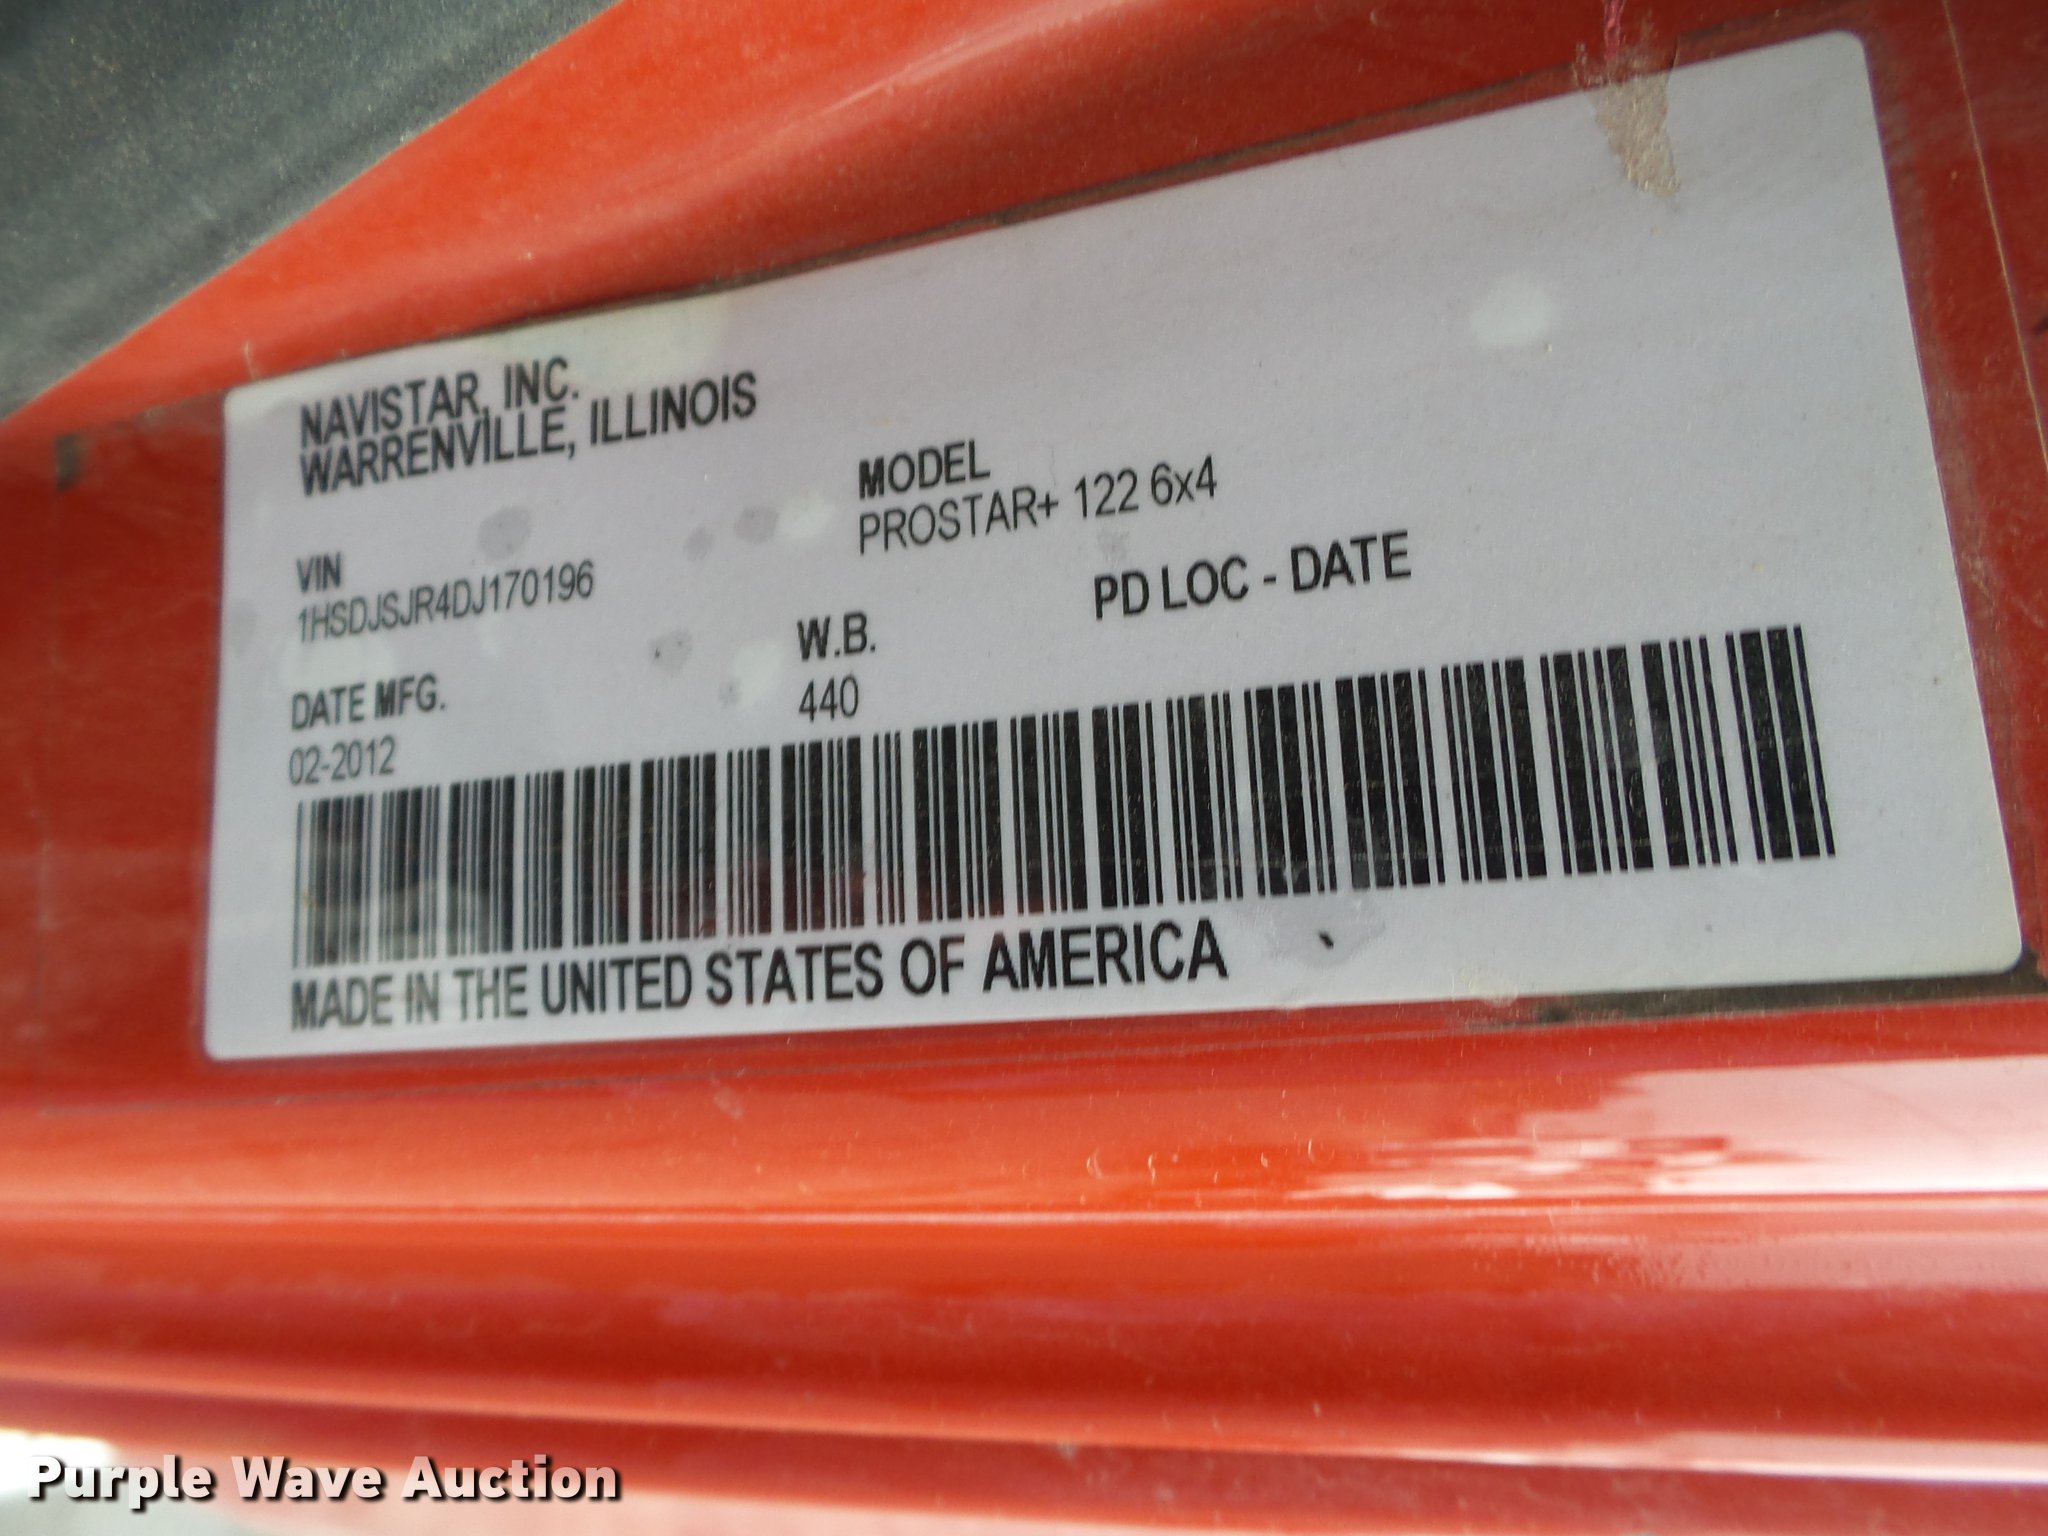 NAVISTAR, INC.
WARRENVILLE, ILLINOIS
MODEL
PROSTAR+ 122 6x4
VIN
1HSDJSJR4DJ170196
PD LOC - DATE
W.B.
440
DATE MFG.
02-2012
MADE IN THE UNITED STATES OF AMERICA
Purple Wave Auction